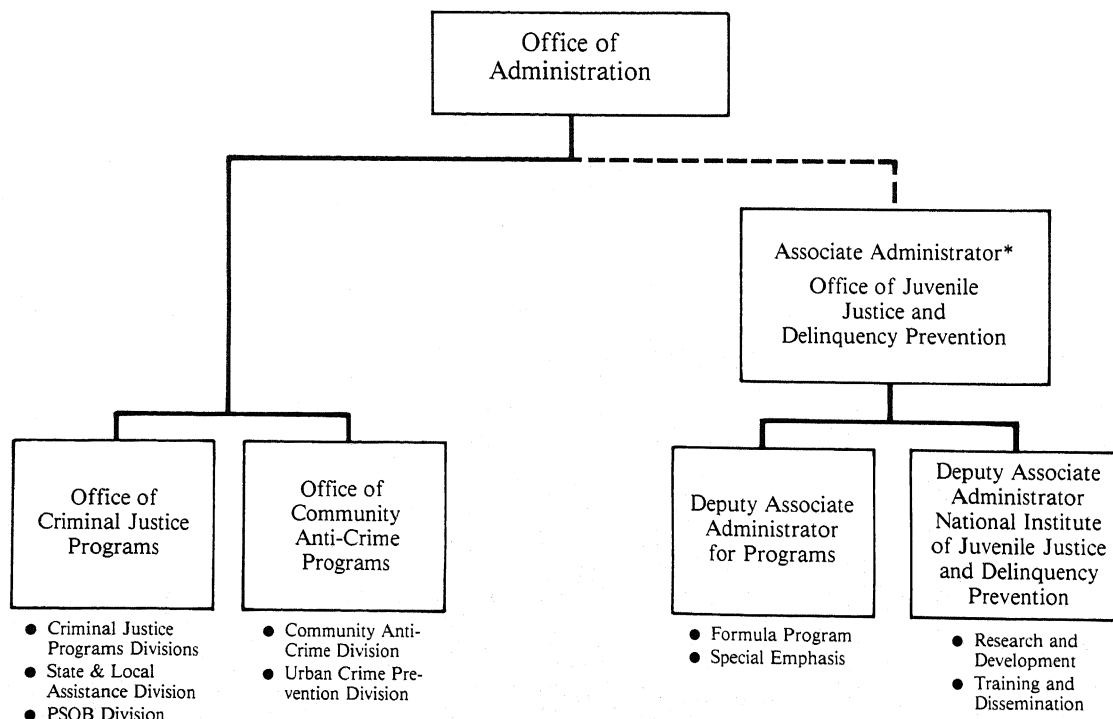 Office of
Administration
Associate Administrator*
Office of Juvenile
Justice and
Delinquency Prevention
Office of
Criminal Justice
Programs
Office of
Community
Anti-Crime
Programs
Deputy Associate
Administrator
for Programs
Deputy Associate
Administrator
National Institute
of Juvenile Justice
and Delinquency
Prevention
● Criminal Justice
Programs Divisions
● State & Local
Assistance Division
● PSOB Division
● Community Anti-
Crime Division
● Urban Crime Pre-
vention Division
● Formula Program
● Special Emphasis
● Research and
Development
● Training and
Dissemination